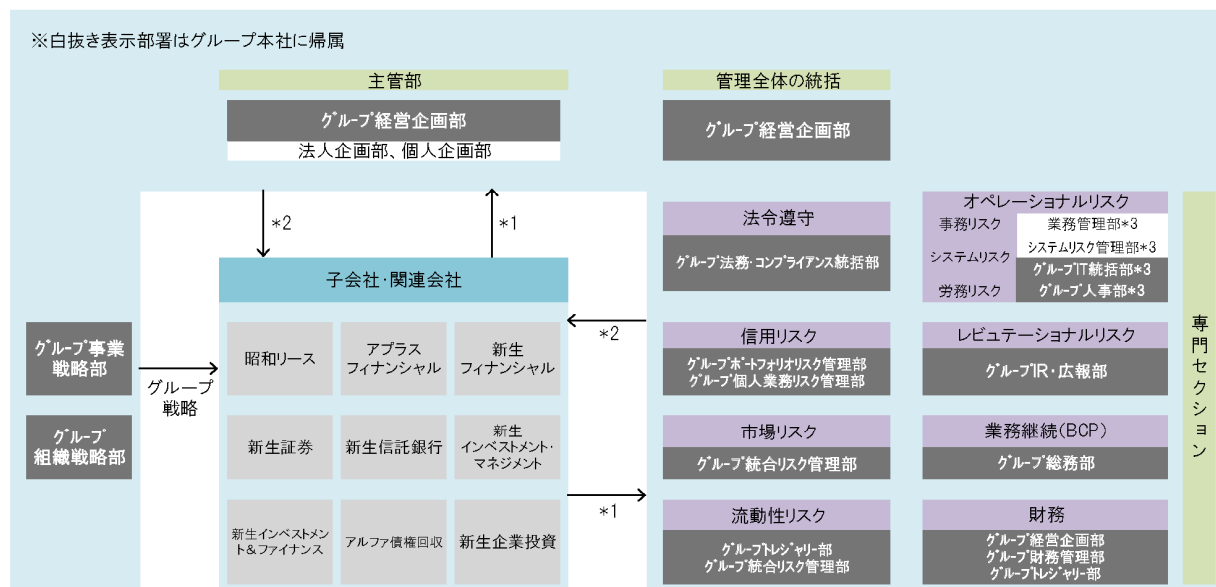 ※白抜き表示部署はグループ本社に帰属
主管部
グループ経営企画部
法人企画部、個人企画部
管理全体の統括
グループ経営企画部
*2
*1
子会社・関連会社
昭和リース
アプラス
フィナンシャル
新生
フィナンシャル
新生証券
新生信託銀行
新生
インベストメント・
マネジメント
新生インベストメン
ト&ファイナンス
アルファ債権回収
新生企業投資
グループ事業
戦略部
グループ
組織戦略部
グループ
戦略
*2
*1
法令遵守
グループ法務・コンプライアンス統括部
オペレーショナルリスク
事務リスク
業務管理部*3
システムリスク
システムリスク管理部*3
グループIT統括部*3
労務リスク
グループ人事部*3
信用リスク
グループポートフォリオリスク管理部
グループ個人業務リスク管理部
レピュテーショナルリスク
グループIR・広報部
市場リスク
グループ統合リスク管理部
業務継続(BCP)
グループ総務部
流動性リスク
グループトレジャリー部
グループ統合リスク管理部
財務
グループ経営企画部
グループ財務管理部
グループトレジャリー部
専門セクション